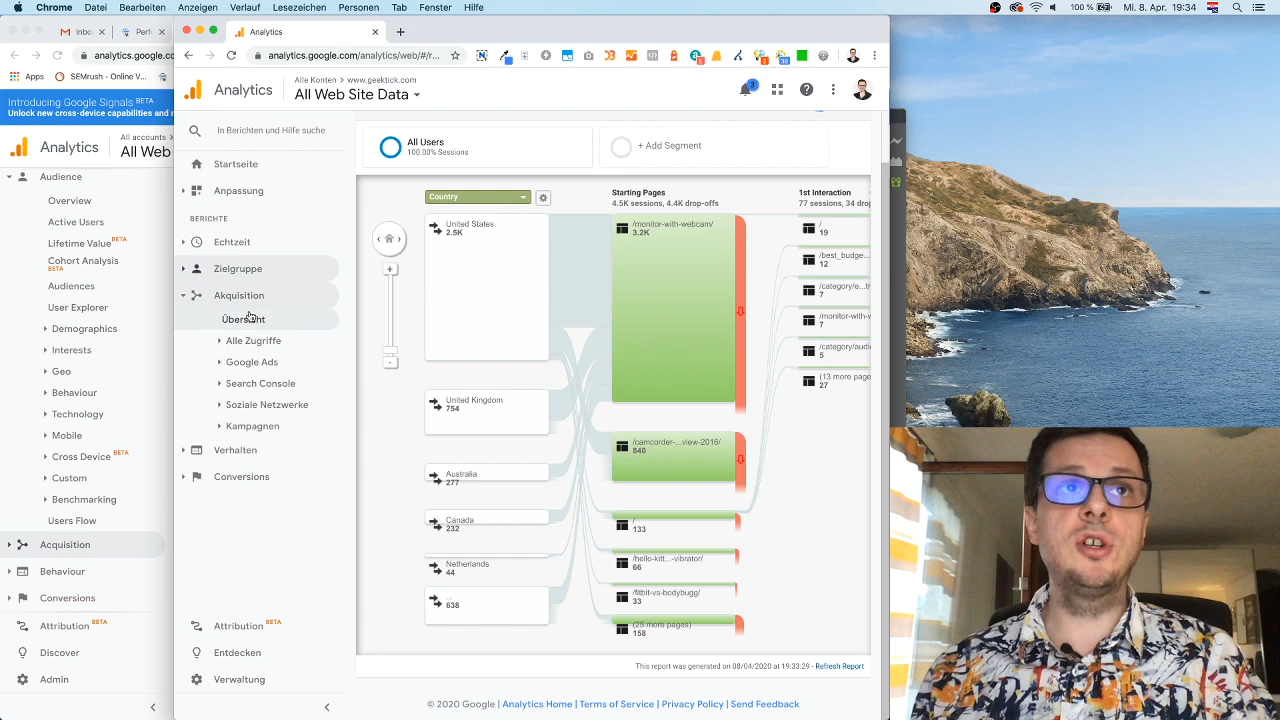 Chrome Datei Bearbeiten Anzeigen Verlauf Lesezeichen Personen Tab Fenster Hilfe
100 % Mi. 8. Apr. 19:34
Inbo
Perfo
Analytics
analytics.google.com
analytics.google.com/analytics/web/#/r...
Apps SEMrush - Online V...
Introducing Google Signals BETA
Unlock new cross-device capabilities and
Analytics
All accounts >
All Web
Audience
Overview
Active Users
Lifetime Value BETA
Cohort Analysis
BETA
Audiences
User Explorer
Demographics
Interests
Geo
Behaviour
Technology
Mobile
Cross Device BETA
Custom
Benchmarking
Users Flow
Acquisition
Behaviour
Conversions
Attribution BETA
Discover
Admin
Analytics
Alle Konten > www.geektick.com
All Web Site Data
3
In Berichten und Hilfe suche
Startseite
Anpassung
BERICHTE
Echtzeit
Zielgruppe
Akquisition
Übersicht
Alle Zugriffe
Google Ads
Search Console
Soziale Netzwerke
Kampagnen
Verhalten
Conversions
Attribution BETA
Entdecken
Verwaltung
All Users
100.00% Sessions
+ Add Segment
Country
United States
2.5K
United Kingdom
754
Australia
277
Canada
232
Netherlands
44
...
638
Starting Pages
4.5K sessions, 4.4K drop-offs
/monitor-with-webcam/
3.2K
/camcorder-...view-2016/
840
/
133
/hello-kitt...-vibrator/
66
/fitbit-vs-bodybugg/
33
(25 more pages)
158
1st Interaction
77 sessions, 34 drop
/
19
/best_budge...
12
/category/e...t
7
/monitor-with-w
7
/category/audi
5
(13 more page
27
This report was generated on 08/04/2020 at 19:33:29 - Refresh Report
© 2020 Google | Analytics Home | Terms of Service | Privacy Policy | Send Feedback